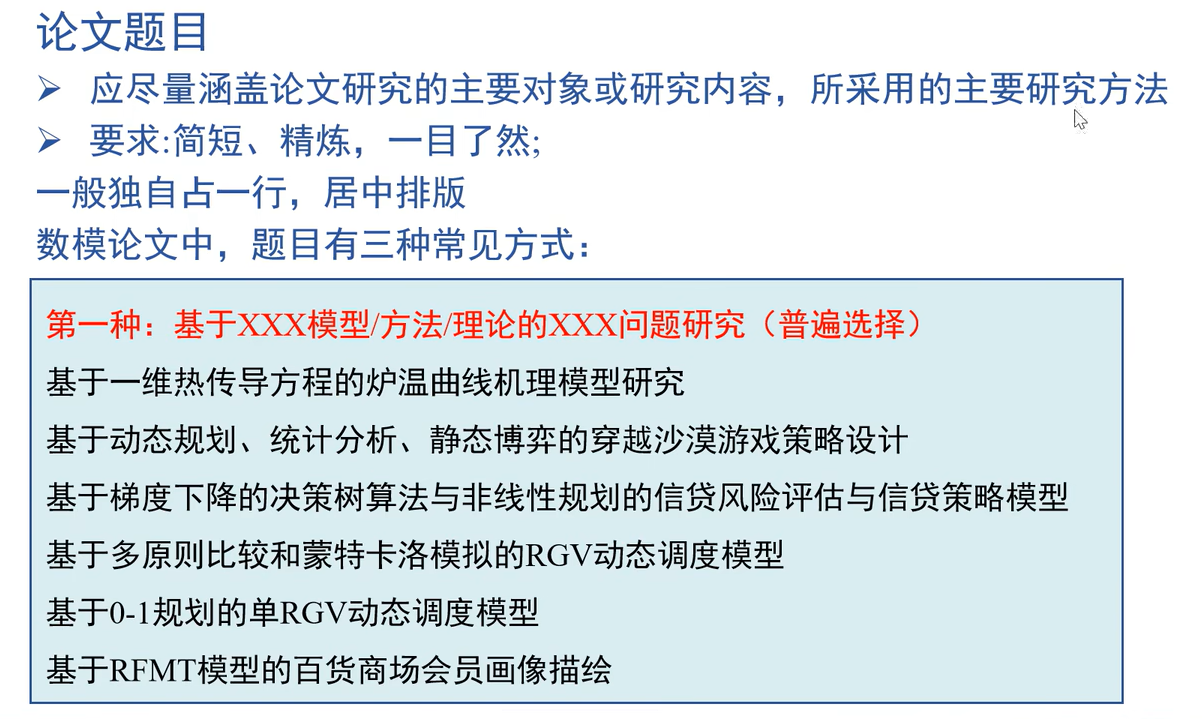 论文题目
➢ 应尽量涵盖论文研究的主要对象或研究内容，所采用的主要研究方法
➢ 要求:简短、精炼，一目了然;
一般独自占一行，居中排版
数模论文中，题目有三种常见方式：
第一种：基于XXX模型/方法/理论的XXX问题研究（普遍选择）
基于一维热传导方程的炉温曲线机理模型研究
基于动态规划、统计分析、静态博弈的穿越沙漠游戏策略设计
基于梯度下降的决策树算法与非线性规划的信贷风险评估与信贷策略模型
基于多原则比较和蒙特卡洛模拟的RGV动态调度模型
基于0-1规划的单RGV动态调度模型
基于RFMT模型的百货商场会员画像描绘